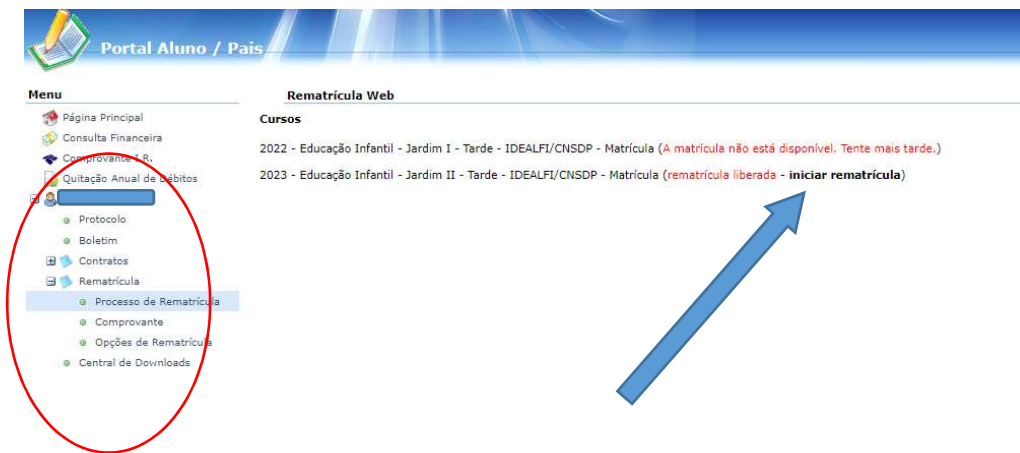 Portal Aluno / Pais
Menu
Página Principal
Consulta Financeira
Comprovante I.R.
Quitação Anual de Débitos
Protocolo
Boletim
Contratos
Rematrícula
Processo de Rematrícula
Comprovante
Opções de Rematrícula
Central de Downloads
Rematrícula Web
Cursos
2022 - Educação Infantil - Jardim I - Tarde - IDEALFI/CNSDP - Matrícula (A matrícula não está disponível. Tente mais tarde.)
2023 - Educação Infantil - Jardim II - Tarde - IDEALFI/CNSDP - Matrícula (rematrícula liberada - iniciar rematrícula)